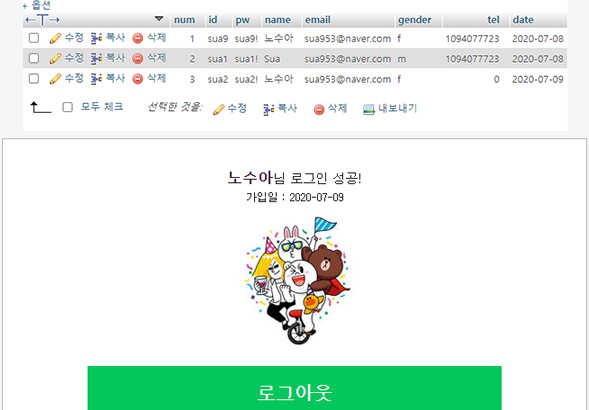 + 옵션
←T→ ▼ num id pw name email gender tel date
수정 복사 삭제 1 sua9 sua9! 노수아 sua953@naver.com f 1094077723 2020-07-08
수정 복사 삭제 2 sua1 sua1! Sua sua953@naver.com m 1094077723 2020-07-08
수정 복사 삭제 3 sua2 sua2! 노수아 sua953@naver.com f 0 2020-07-09
모두 체크 선택한 것을: 수정 복사 삭제 내보내기
노수아님 로그인 성공!
가입일 : 2020-07-09
로그아웃